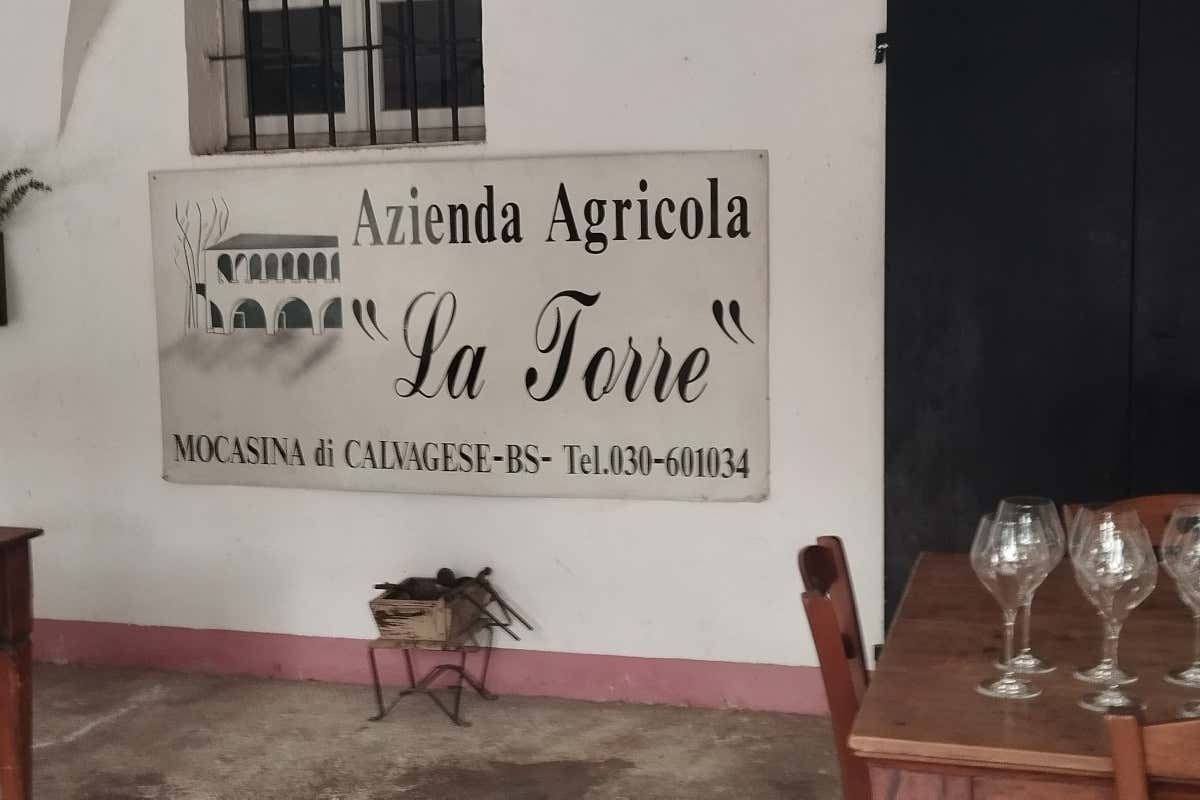 Azienda Agricola
"La Torre"
MOCASINA di CALVAGESE-BS- Tel.030-601034